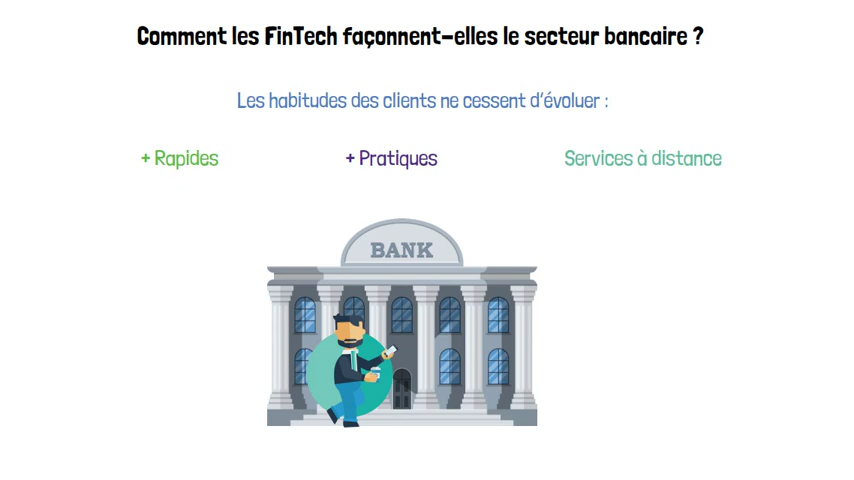 Comment les FinTech façonnent-elles le secteur bancaire ?
Les habitudes des clients ne cessent d'évoluer :
+ Rapides
+ Pratiques
Services à distance
BANK